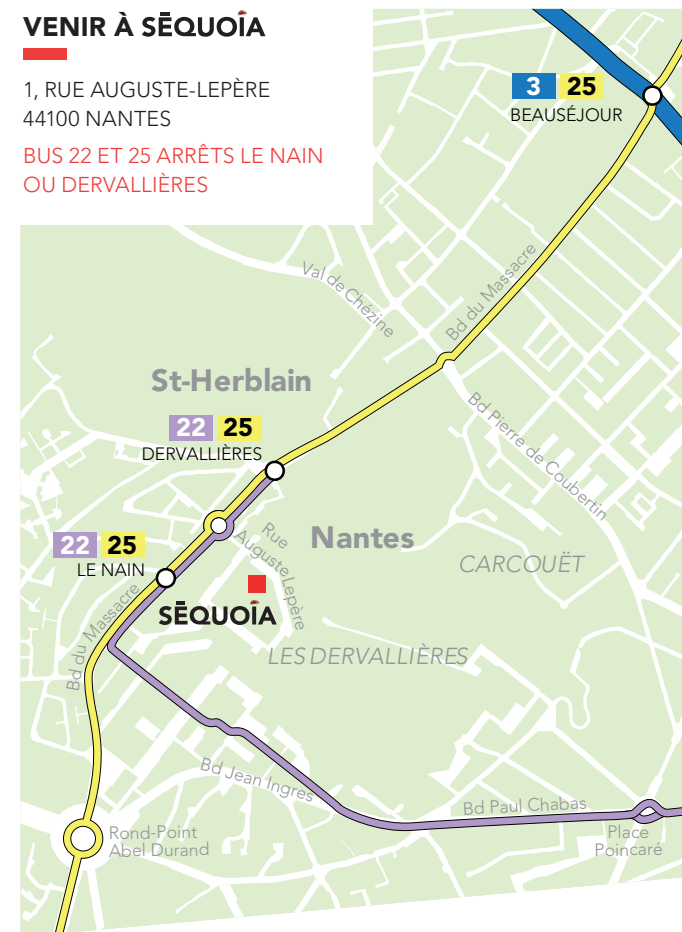 VENIR À SĒQUOÎA
1, RUE AUGUSTE-LEPÈRE
44100 NANTES
BUS 22 ET 25 ARRÊTS LE NAIN
OU DERVALLIÈRES
3 25
BEAUSÉJOUR
Val de Chézine
Bd du Massacre
St-Herblain
22 25
DERVALLIÈRES
Bd Pierre de Coubertin
Rue
Auguste Lepère
Nantes
22 25
LE NAIN
CARCOUËT
SĒQUOÎA
Bd du Massacre
LES DERVALLIÈRES
Bd Jean Ingres
Bd Paul Chabas
Rond-Point
Abel Durand
Place
Poincaré